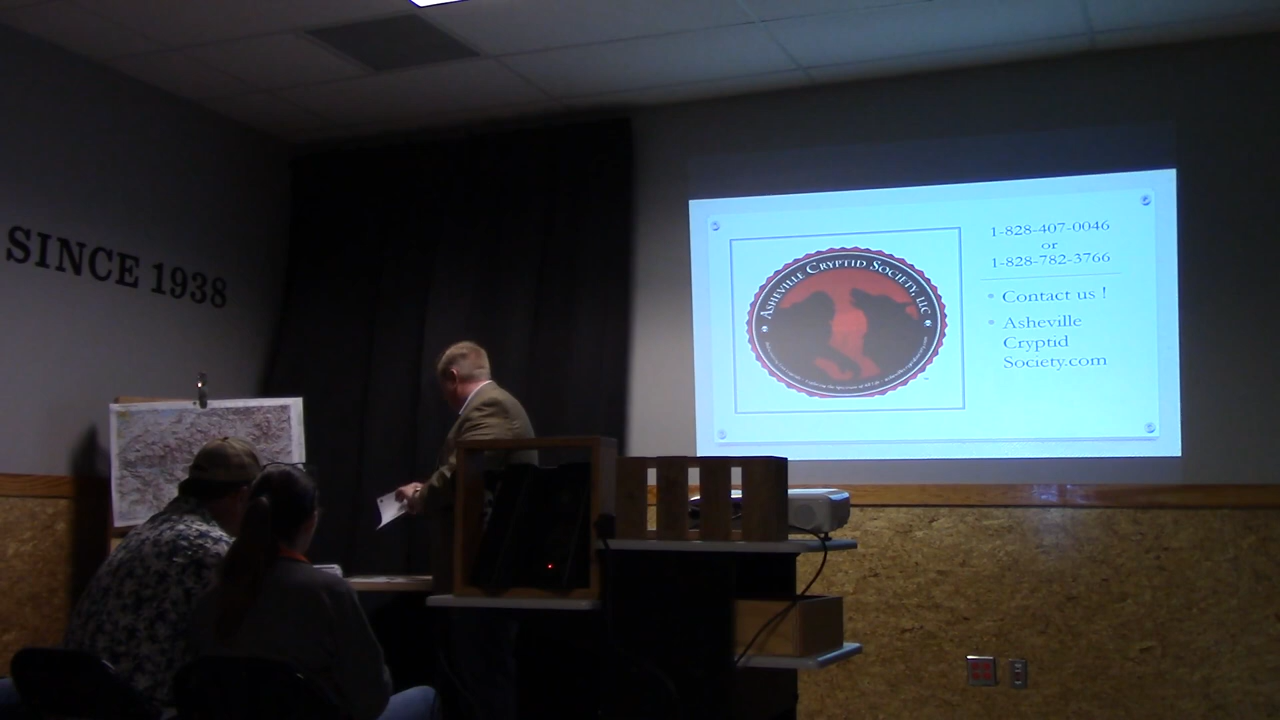 SINCE 1938
ASHEVILLE CRYPTID SOCIETY, LLC
1-828-407-0046
or
1-828-782-3766
• Contact us !
• Asheville
Cryptid
Society.com